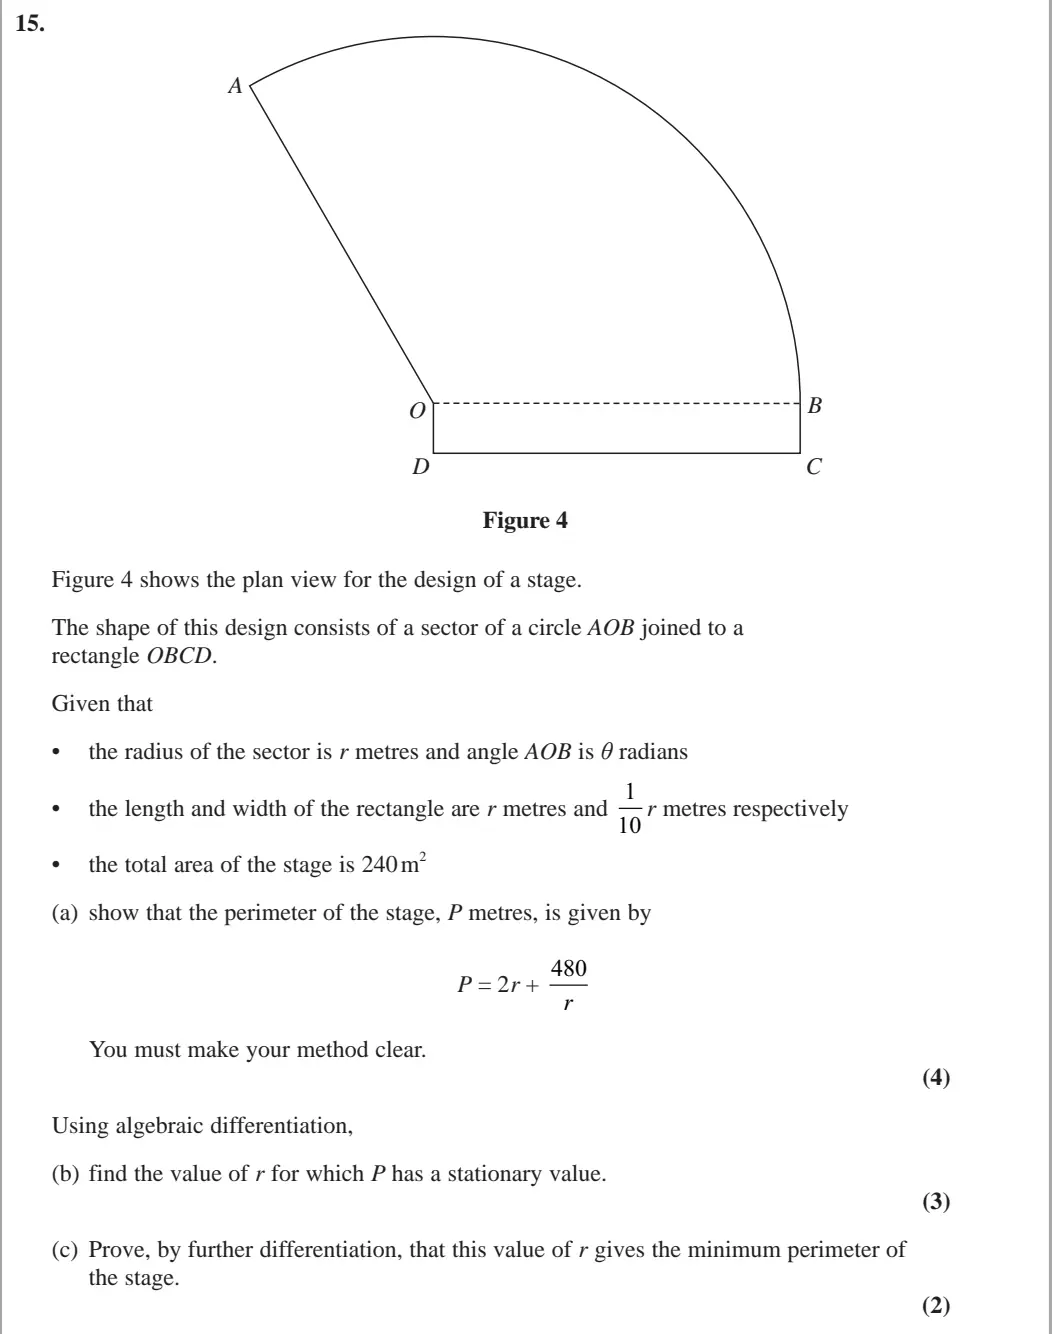 15.
A
O
B
D
C
Figure 4
Figure 4 shows the plan view for the design of a stage.
The shape of this design consists of a sector of a circle AOB joined to a
rectangle OBCD.
Given that
• the radius of the sector is r metres and angle AOB is θ radians
• the length and width of the rectangle are r metres and 1/10 r metres respectively
• the total area of the stage is 240 m²
(a) show that the perimeter of the stage, P metres, is given by
P = 2r + 480/r
You must make your method clear.
(4)
Using algebraic differentiation,
(b) find the value of r for which P has a stationary value.
(3)
(c) Prove, by further differentiation, that this value of r gives the minimum perimeter of
the stage.
(2)